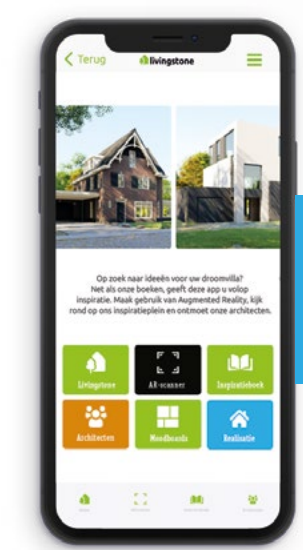 Terug
livingstone
Op zoek naar ideeën voor uw droomvilla?
Net als onze boeken, geeft deze app u volop
inspiratie. Maak gebruik van Augmented Reality, kijk
rond op ons inspiratieplein en ontmoet onze architecten.
Livingstone
AR-scanner
Inspiratieboek
Architecten
Moodboards
Realisatie